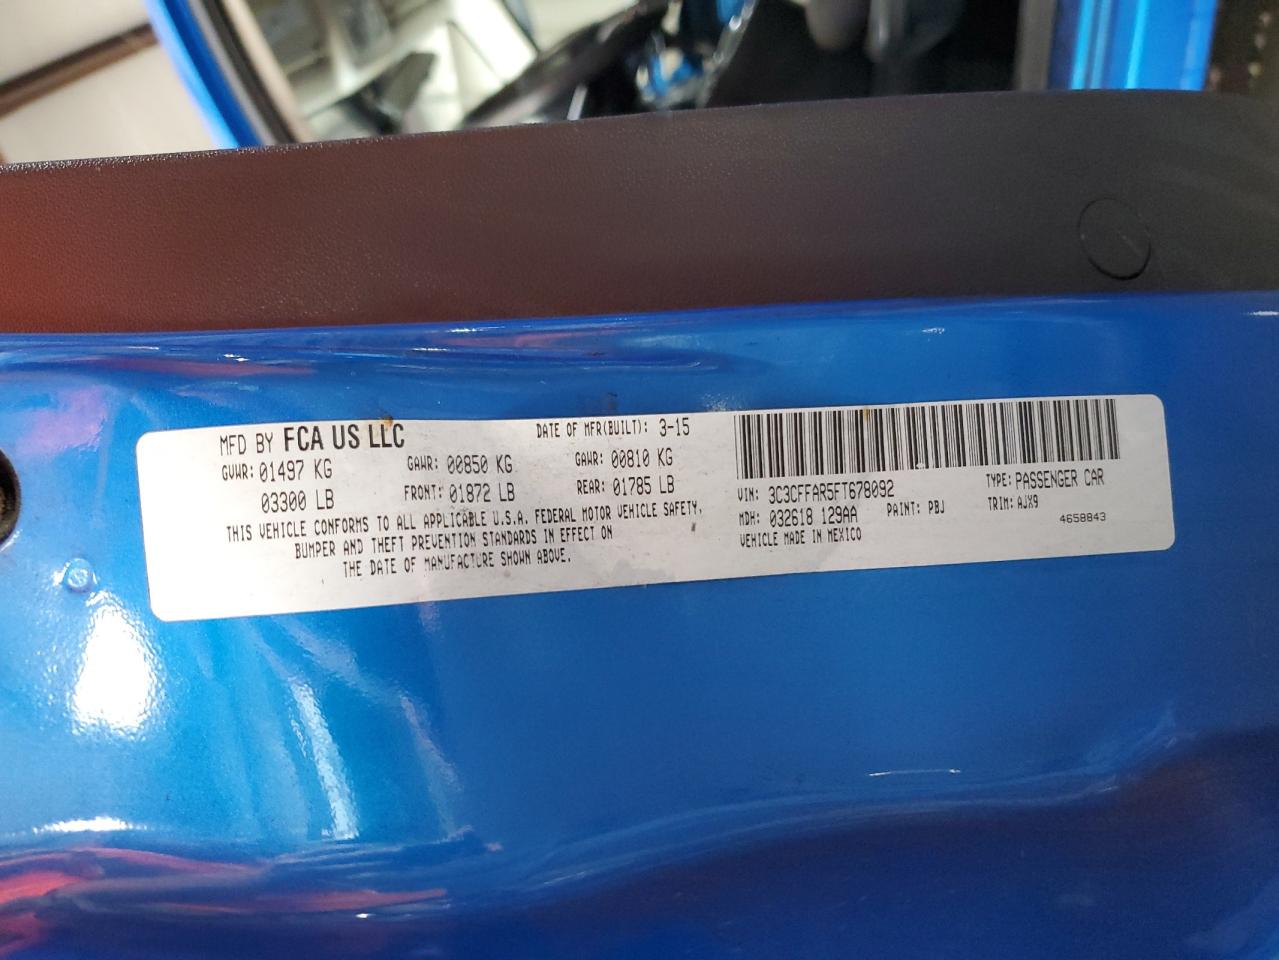 MFD BY FCA US LLC DATE OF MFR(BUILT): 3-15
GVWR: 01497 KG GAWR: 00850 KG GAWR: 00810 KG
03300 LB FRONT: 01872 LB REAR: 01785 LB
THIS VEHICLE CONFORMS TO ALL APPLICABLE U.S.A. FEDERAL MOTOR VEHICLE SAFETY,
BUMPER AND THEFT PREVENTION STANDARDS IN EFFECT ON
THE DATE OF MANUFACTURE SHOWN ABOVE.
VIN: 3C3CFFAR5FT678092 TYPE: PASSENGER CAR
MDH: 032618 129AA PAINT: PBJ TRIM: AJX9
VEHICLE MADE IN MEXICO 4658843